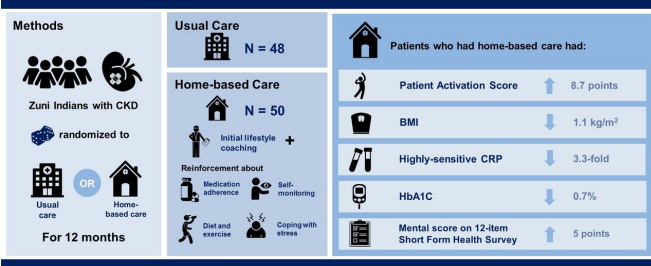 Methods
Zuni Indians with CKD
randomized to
OR
Usual
care
Home-
based care
For 12 months
Usual Care
N = 48
Home-based Care
N = 50
Initial lifestyle
coaching
+
Reinforcement about
Medication
adherence
Self-
monitoring
Diet and
exercise
Coping with
stress
Patients who had home-based care had:
Patient Activation Score
8.7 points
BMI
1.1 kg/m²
Highly-sensitive CRP
3.3-fold
HbA1C
0.7%
Mental score on 12-item
Short Form Health Survey
5 points